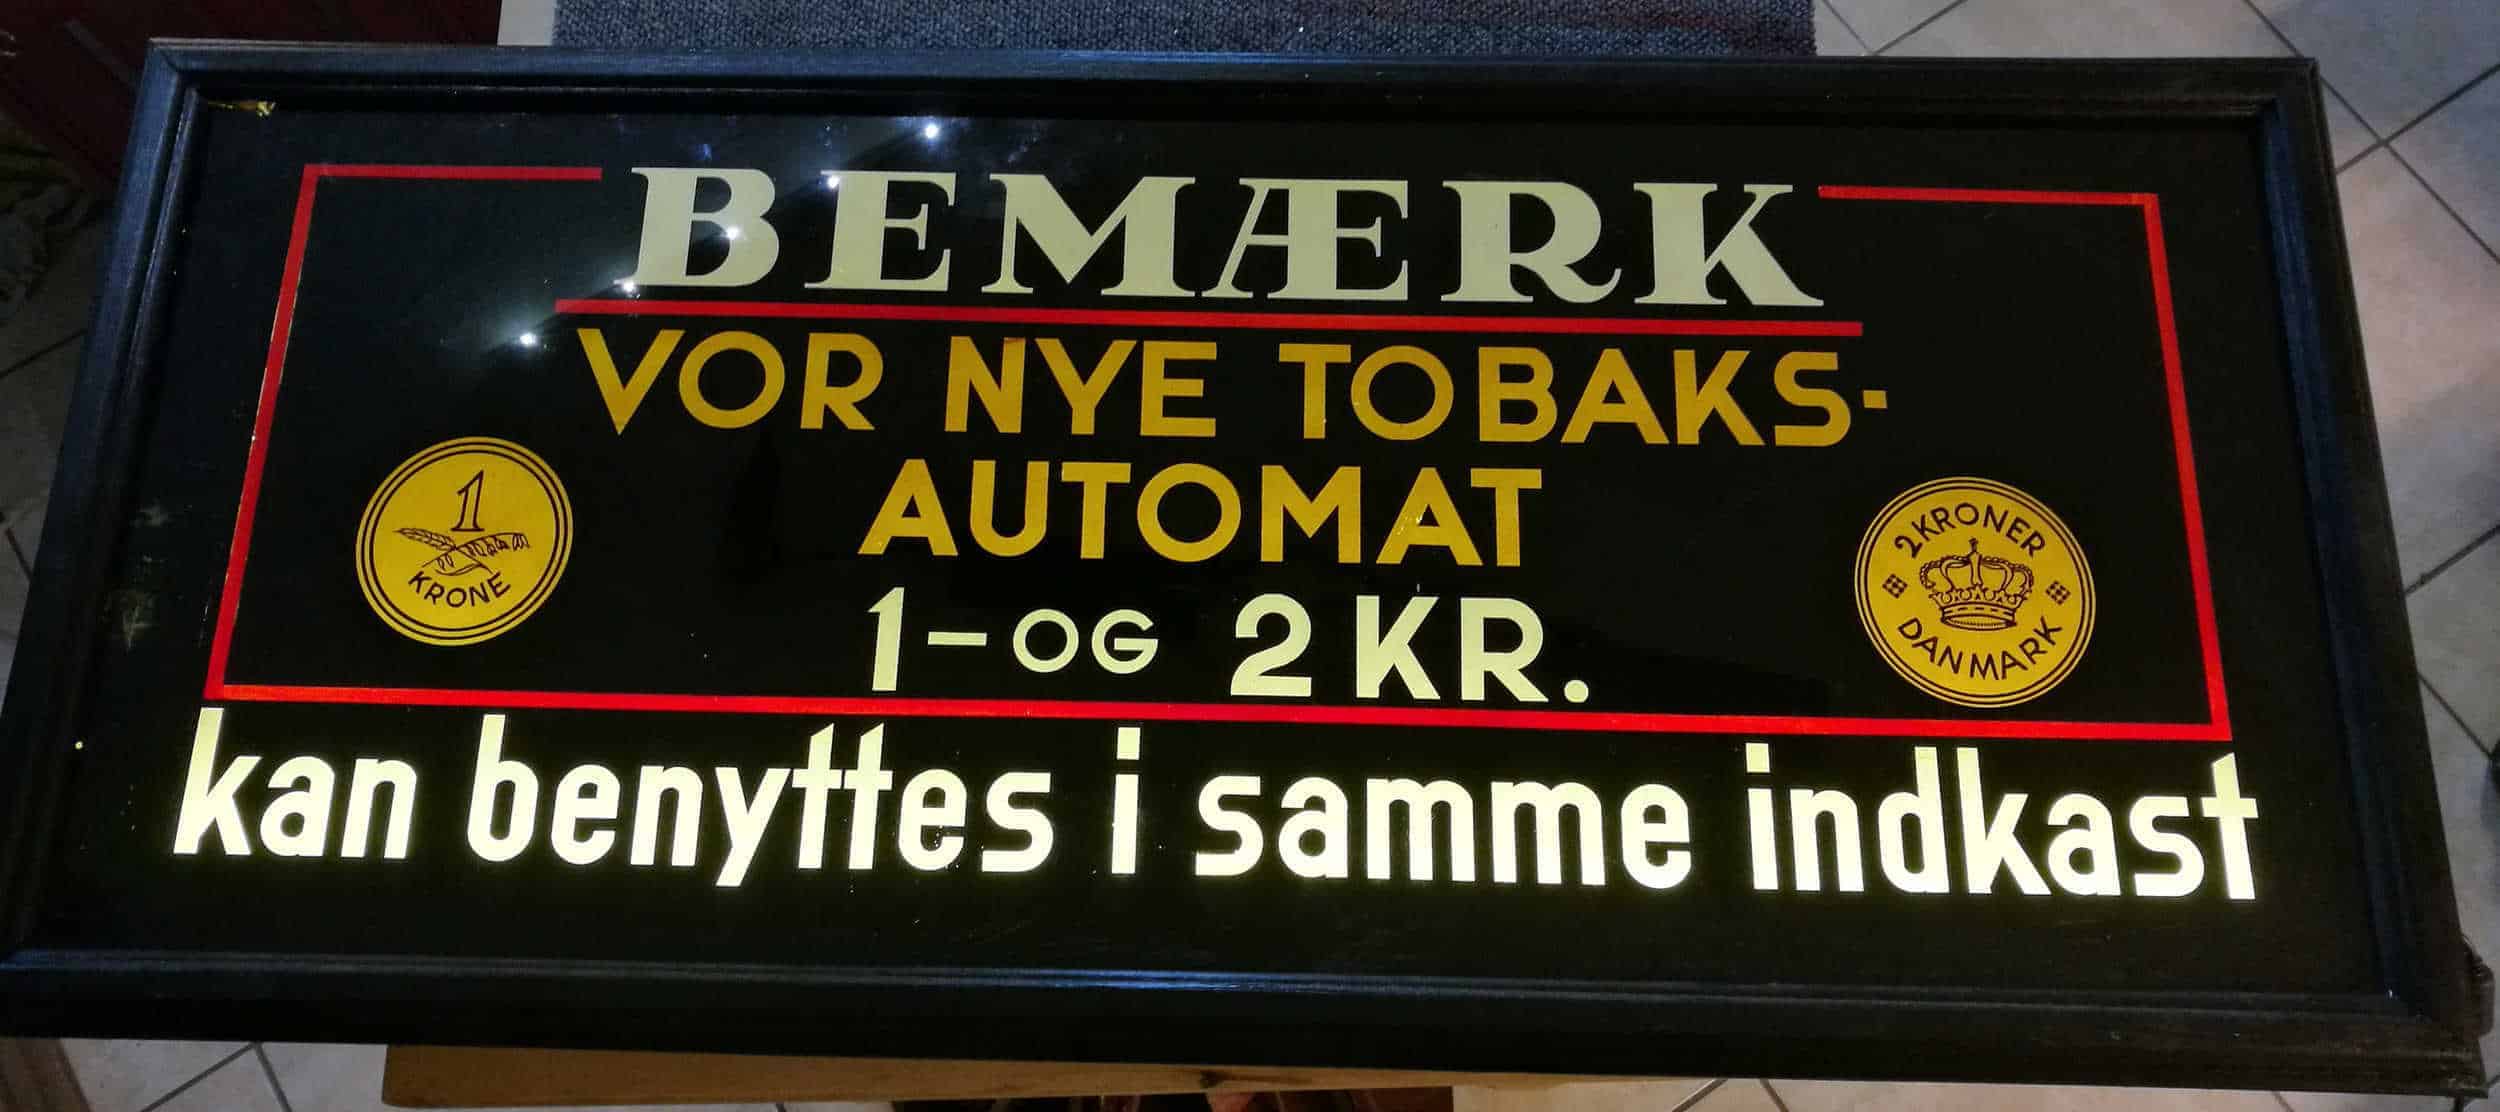 BEMÆRK
VOR NYE TOBAKS-
AUTOMAT
1 KRONE
1- OG 2 KR.
2 KRONER
DANMARK
kan benyttes i samme indkast